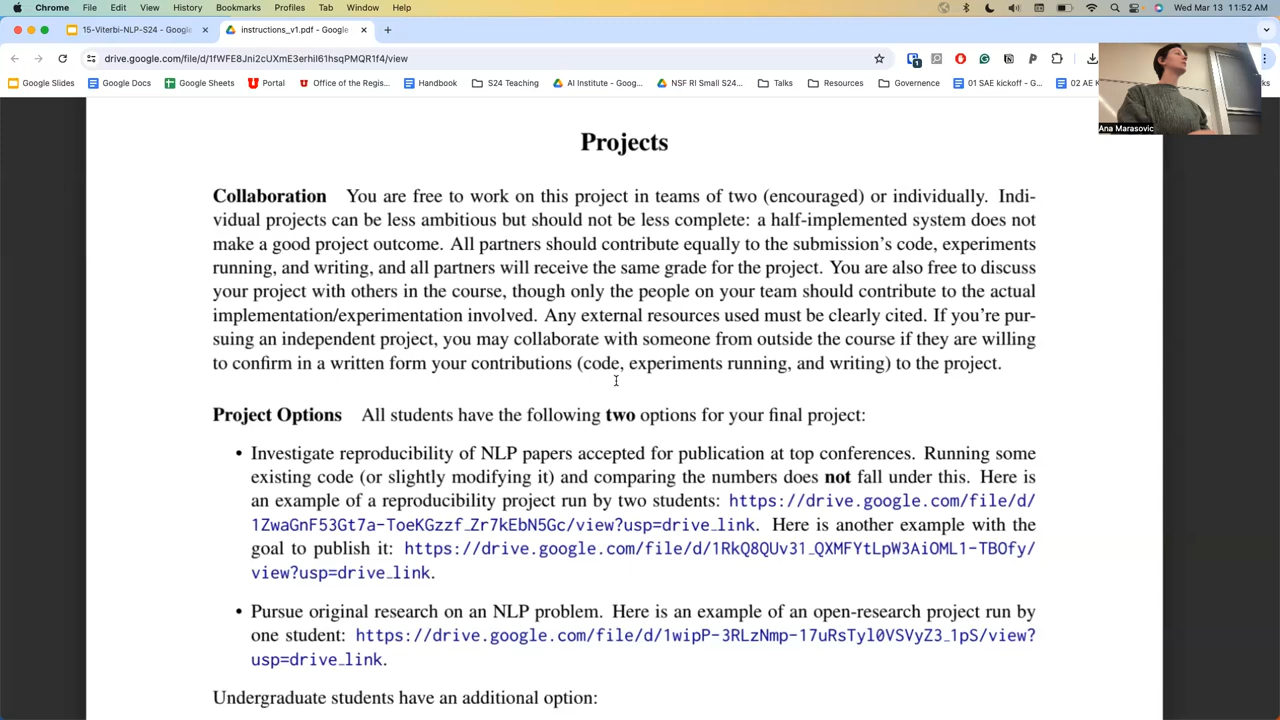 Chrome File Edit View History Bookmarks Profiles Tab Window Help Wed Mar 13 11:52 AM
15-Viterbi-NLP-S24 - Google instructions_v1.pdf - Google
drive.google.com/file/d/1fWFE8Jni2cUXmE3erhil61hsqPMQR1f4/view
Google Slides Google Docs Google Sheets Portal Office of the Regis... Handbook S24 Teaching AI Institute - Goog... NSF RI Small S24... Talks Resources Governence 01 SAE kickoff - G... 02 AE K
Ana Marasovic
Projects
Collaboration You are free to work on this project in teams of two (encouraged) or individually. Indi-
vidual projects can be less ambitious but should not be less complete: a half-implemented system does not
make a good project outcome. All partners should contribute equally to the submission's code, experiments
running, and writing, and all partners will receive the same grade for the project. You are also free to discuss
your project with others in the course, though only the people on your team should contribute to the actual
implementation/experimentation involved. Any external resources used must be clearly cited. If you're pur-
suing an independent project, you may collaborate with someone from outside the course if they are willing
to confirm in a written form your contributions (code, experiments running, and writing) to the project.
Project Options All students have the following two options for your final project:
• Investigate reproducibility of NLP papers accepted for publication at top conferences. Running some
existing code (or slightly modifying it) and comparing the numbers does not fall under this. Here is
an example of a reproducibility project run by two students: https://drive.google.com/file/d/
1ZwaGnF53Gt7a-ToeKGzzf_Zr7kEbN5Gc/view?usp=drive_link. Here is another example with the
goal to publish it: https://drive.google.com/file/d/1RkQ8QUv31_QXMFYtLpW3AiOML1-TBOfy/
view?usp=drive_link.
• Pursue original research on an NLP problem. Here is an example of an open-research project run by
one student: https://drive.google.com/file/d/1wipP-3RLzNmp-17uRsTyl0VSVyZ3_1pS/view?
usp=drive_link.
Undergraduate students have an additional option: